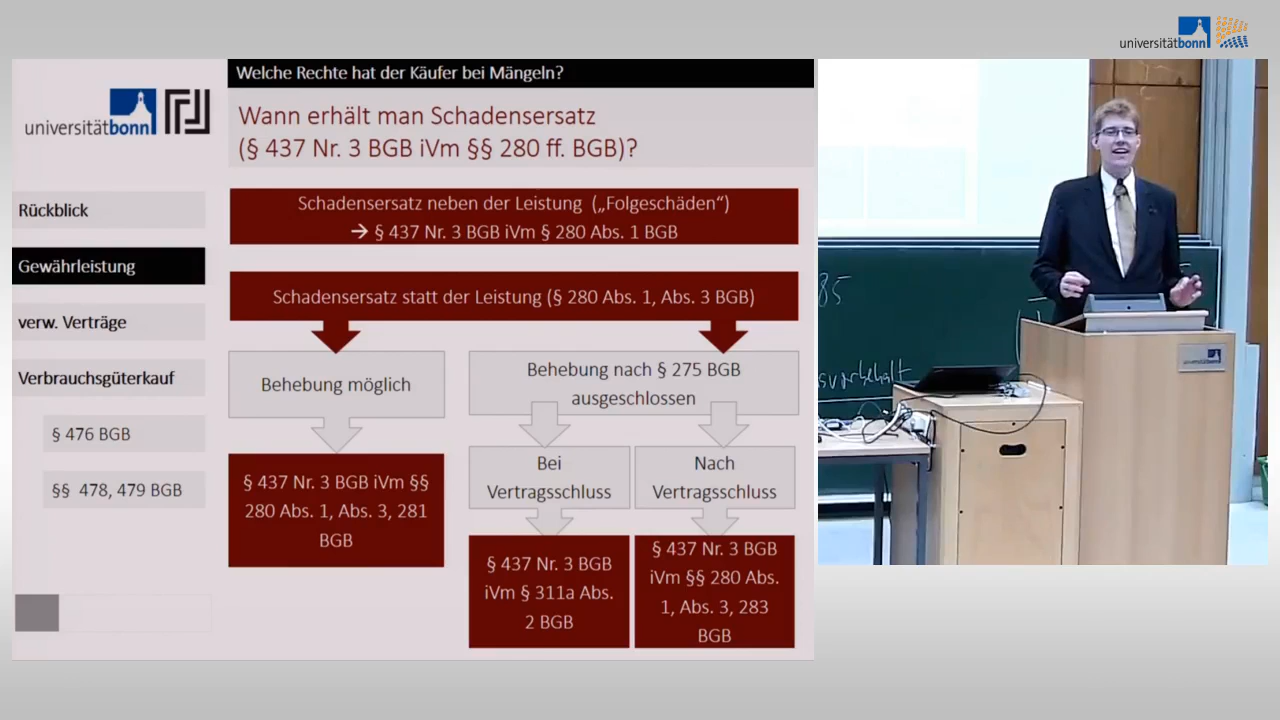 universitätbonn
Welche Rechte hat der Käufer bei Mängeln?
universitätbonn
Wann erhält man Schadensersatz
(§ 437 Nr. 3 BGB iVm §§ 280 ff. BGB)?
Rückblick
Gewährleistung
verw. Verträge
Verbrauchsgüterkauf
§ 476 BGB
§§ 478, 479 BGB
Schadensersatz neben der Leistung („Folgeschäden“)
→ § 437 Nr. 3 BGB iVm § 280 Abs. 1 BGB
Schadensersatz statt der Leistung (§ 280 Abs. 1, Abs. 3 BGB)
Behebung möglich
§ 437 Nr. 3 BGB iVm §§
280 Abs. 1, Abs. 3, 281
BGB
Behebung nach § 275 BGB
ausgeschlossen
Bei
Vertragsschluss
§ 437 Nr. 3 BGB
iVm § 311a Abs.
2 BGB
Nach
Vertragsschluss
§ 437 Nr. 3 BGB
iVm §§ 280 Abs.
1, Abs. 3, 283
BGB
universitätbonn